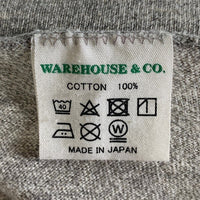 WAREHOUSE & CO.
COTTON 100%
40
W
MADE IN JAPAN